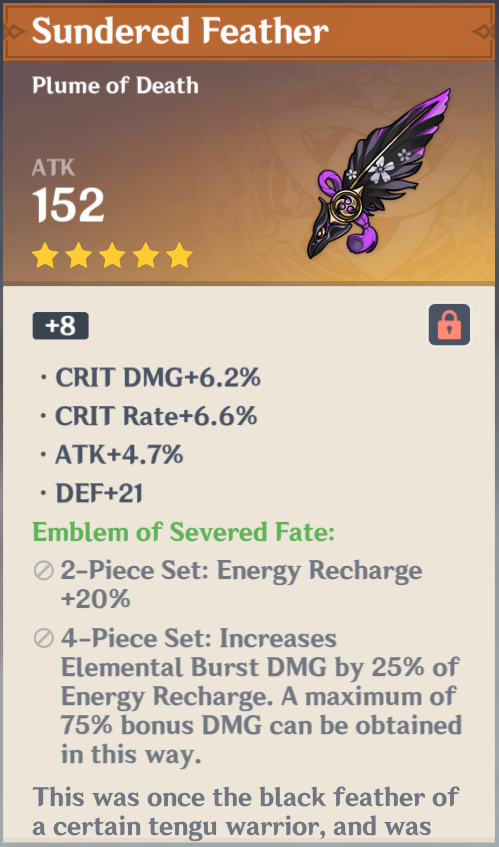 Sundered Feather
Plume of Death
ATK
152
+8
· CRIT DMG+6.2%
· CRIT Rate+6.6%
· ATK+4.7%
· DEF+21
Emblem of Severed Fate:
2-Piece Set: Energy Recharge
+20%
4-Piece Set: Increases
Elemental Burst DMG by 25% of
Energy Recharge. A maximum of
75% bonus DMG can be obtained
in this way.
This was once the black feather of
a certain tengu warrior, and was